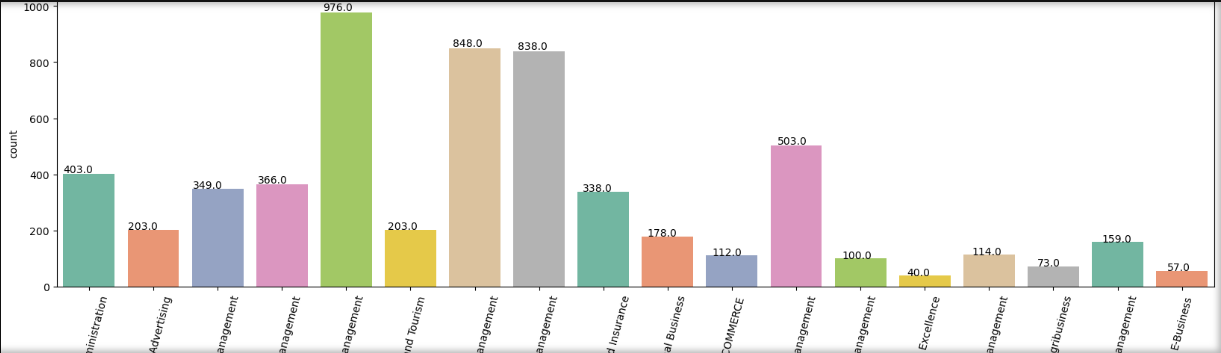 1000
800
600
400
200
0
count
403.0
203.0
349.0
366.0
976.0
203.0
848.0
838.0
338.0
178.0
112.0
503.0
100.0
40.0
114.0
73.0
159.0
57.0
ministration
Advertising
anagement
anagement
anagement
nd Tourism
anagement
anagement
d Insurance
al Business
COMMERCE
anagement
anagement
Excellence
anagement
gribusiness
anagement
E-Business